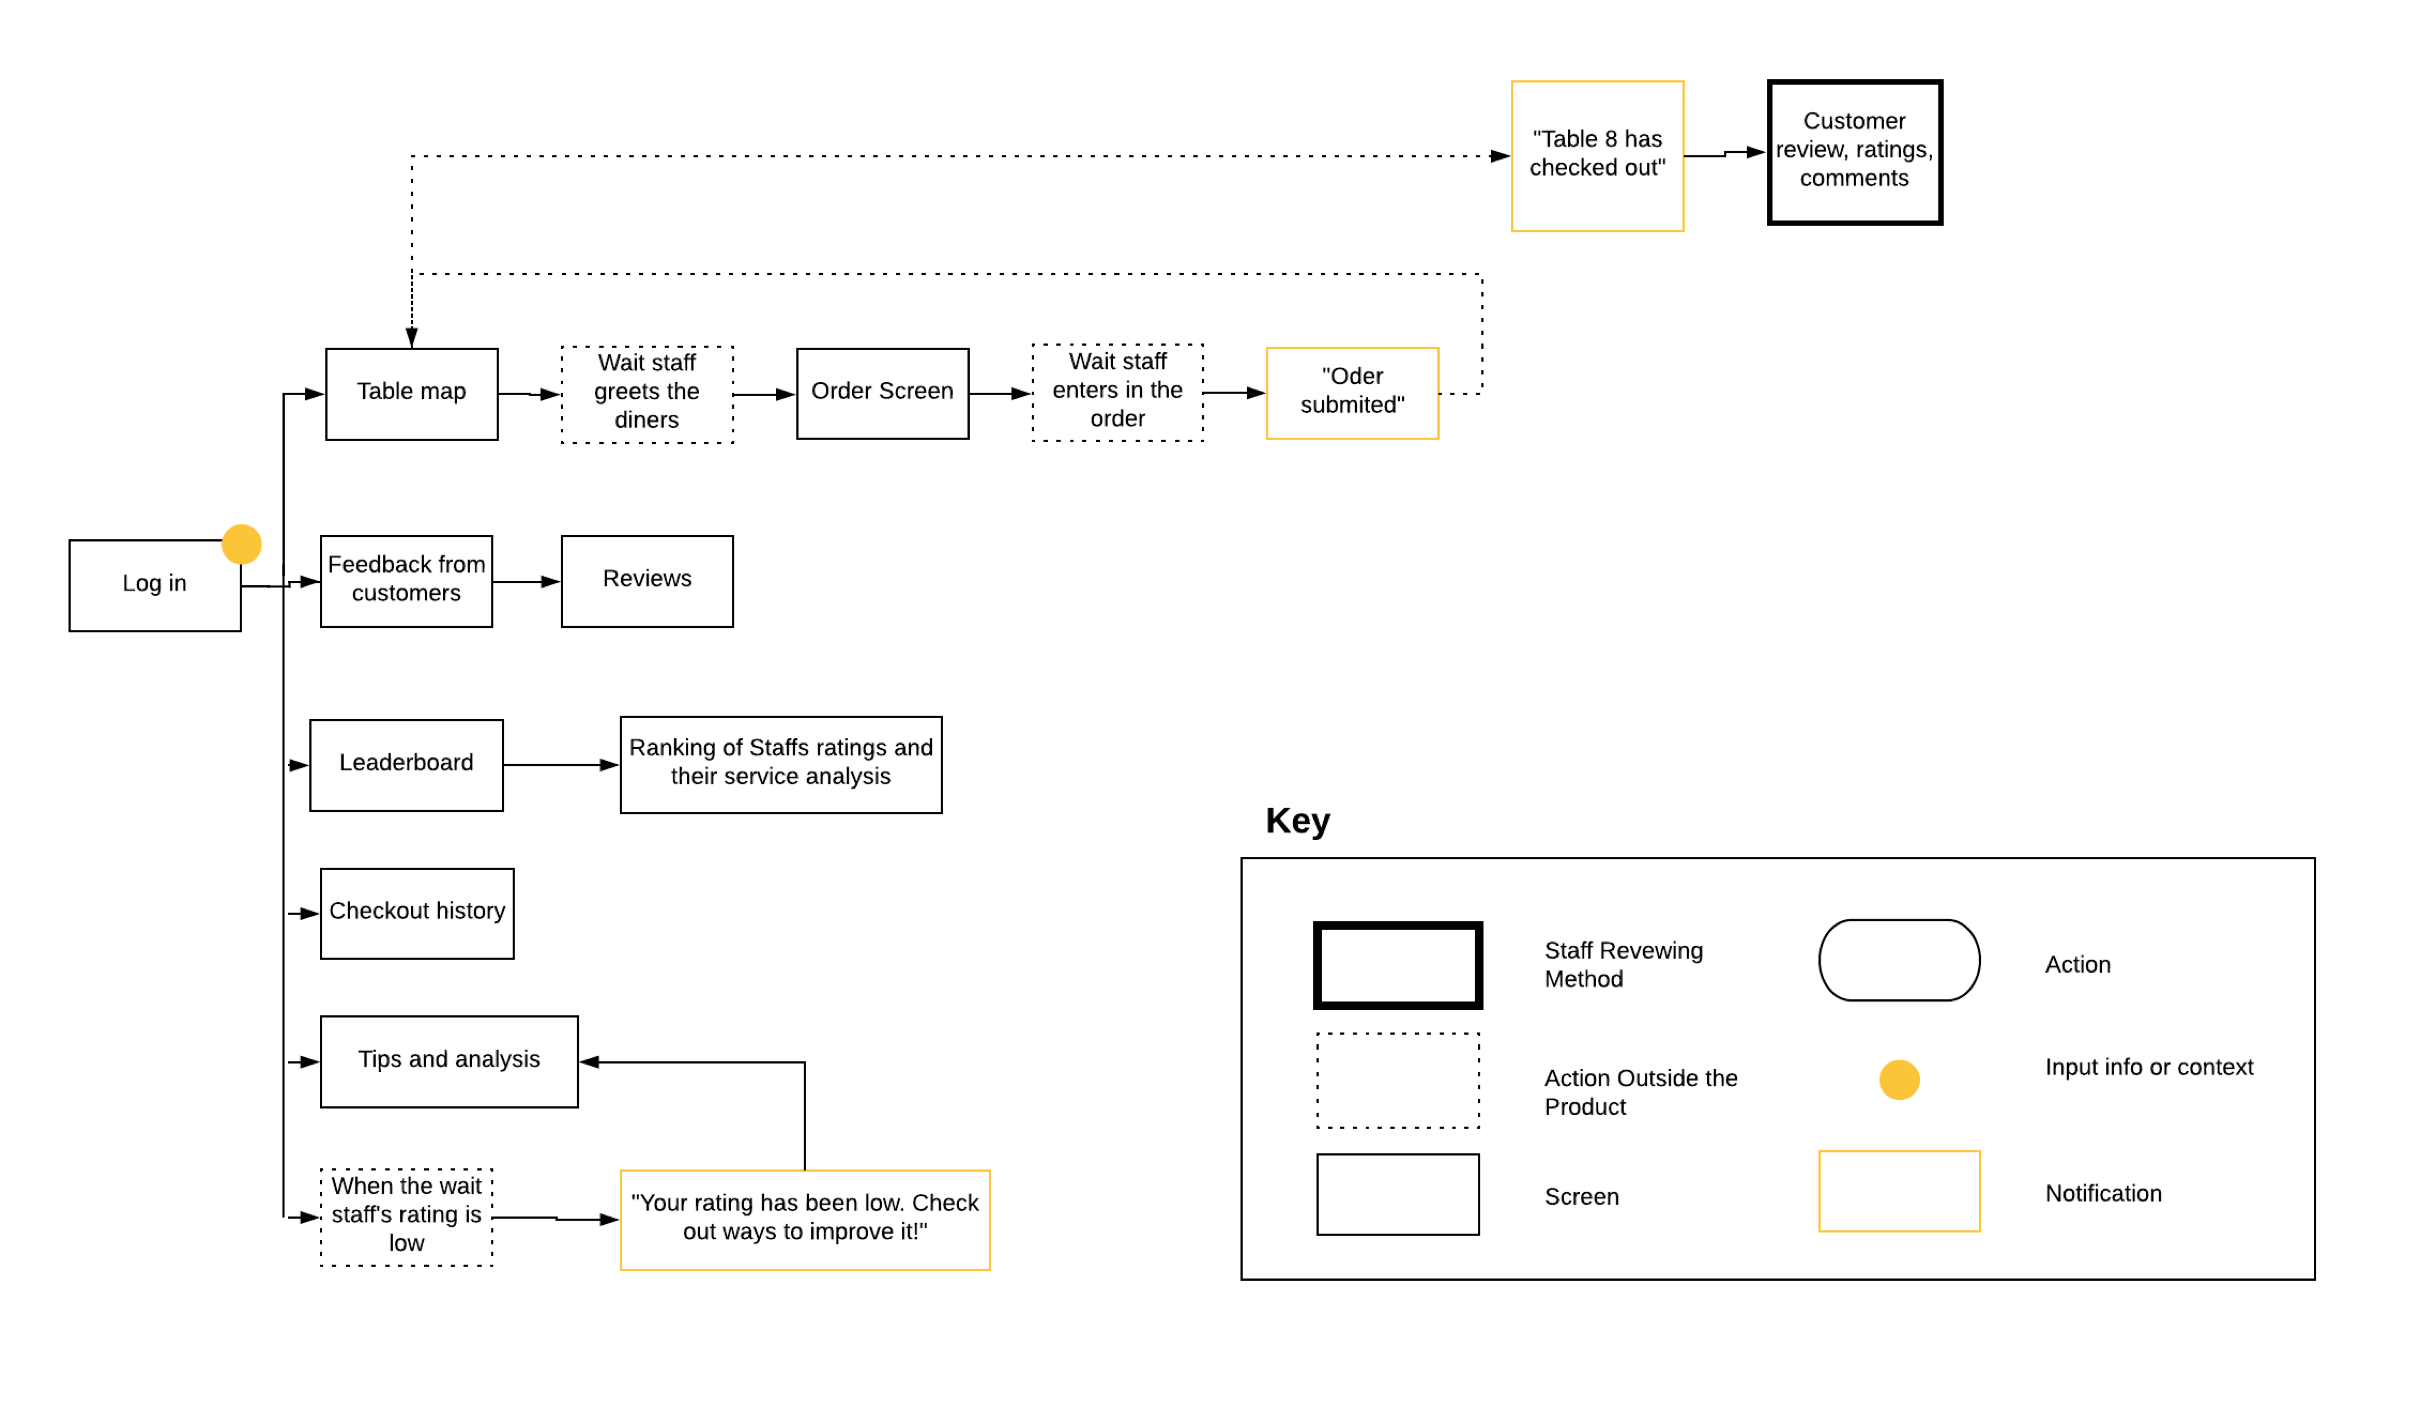 "Table 8 has
checked out"
Customer
review, ratings,
comments
Table map
Wait staff
greets the
diners
Order Screen
Wait staff
enters in the
order
"Oder
submited"
Log in
Feedback from
customers
Reviews
Leaderboard
Ranking of Staffs ratings and
their service analysis
Checkout history
Tips and analysis
When the wait
staff's rating is
low
"Your rating has been low. Check
out ways to improve it!"
Key
Staff Revewing
Method
Action
Action Outside the
Product
Input info or context
Screen
Notification